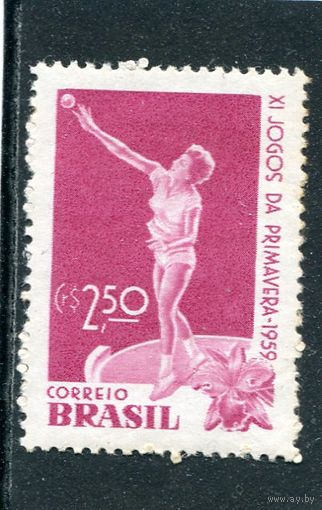 XI JOGOS DA PRIMAVERA-1959
Cr$ 2,50
CORREIO
BRASIL
www.ay.by